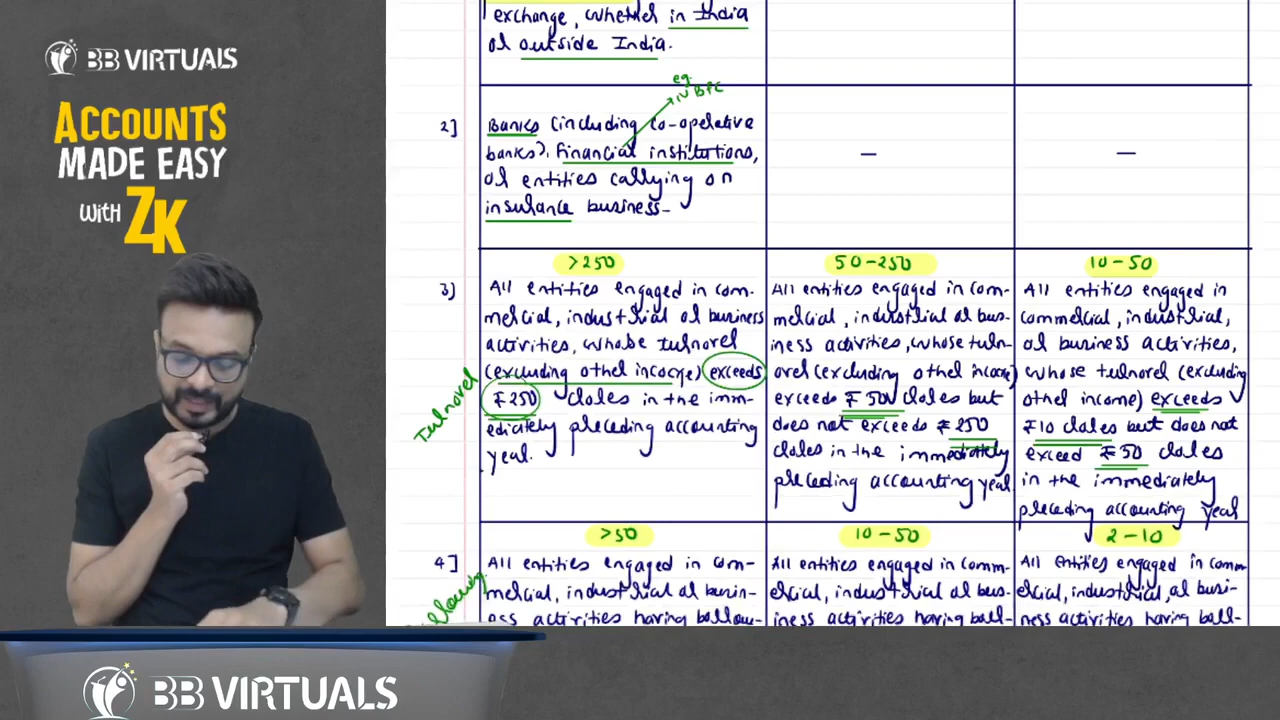 BB VIRTUALS
ACCOUNTS
MADE EASY
with ZK
exchange, whether in India
or outside India.
eg.
IVBPC
2]
Banks (including Co-operative
banks), Financial institutions,
or entities carrying on
insurance business-
—
—
>250
50-250
10-50
3)
Turnover
All entities engaged in com-
mercial, industrial or business
activities, whose turnover
(excluding other income) exceeds
₹250 crores in the imm-
ediately preceding accounting
year.
All entities engaged in com-
mercial, industrial or bus-
iness activities, whose turn-
over (excluding other income)
exceeds ₹50 crores but
does not exceeds ₹250
crores in the immediately
preceding accounting year
All entities engaged in
commercial, industrial,
or business activities,
whose turnover (excluding
other income) exceeds
₹10 crores but does not
exceed ₹50 crores
in the immediately
preceding accounting year
>50
10-50
2-10
4]
All entities engaged in com-
mercial, industrial or busin-
ess activities having borrow-
All entities engaged in comm-
ercial, industrial or bus-
iness activities having borr-
All entities engaged in comm
ercial, industrial, or busi-
ness activities having borr-
BB VIRTUALS